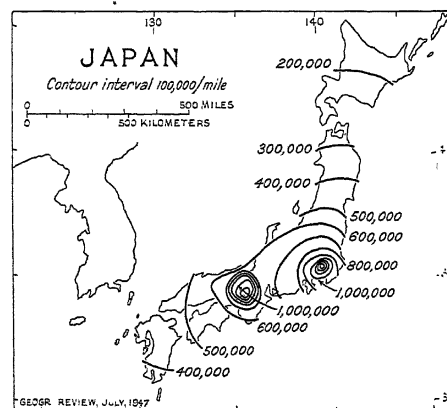 130
140
JAPAN
Contour interval 100,000/mile
0 500 MILES
0 500 KILOMETERS
200,000
300,000
400,000
500,000
600,000
800,000
1,000,000
1,000,000
600,000
500,000
400,000
GEOGR. REVIEW, JULY, 1947